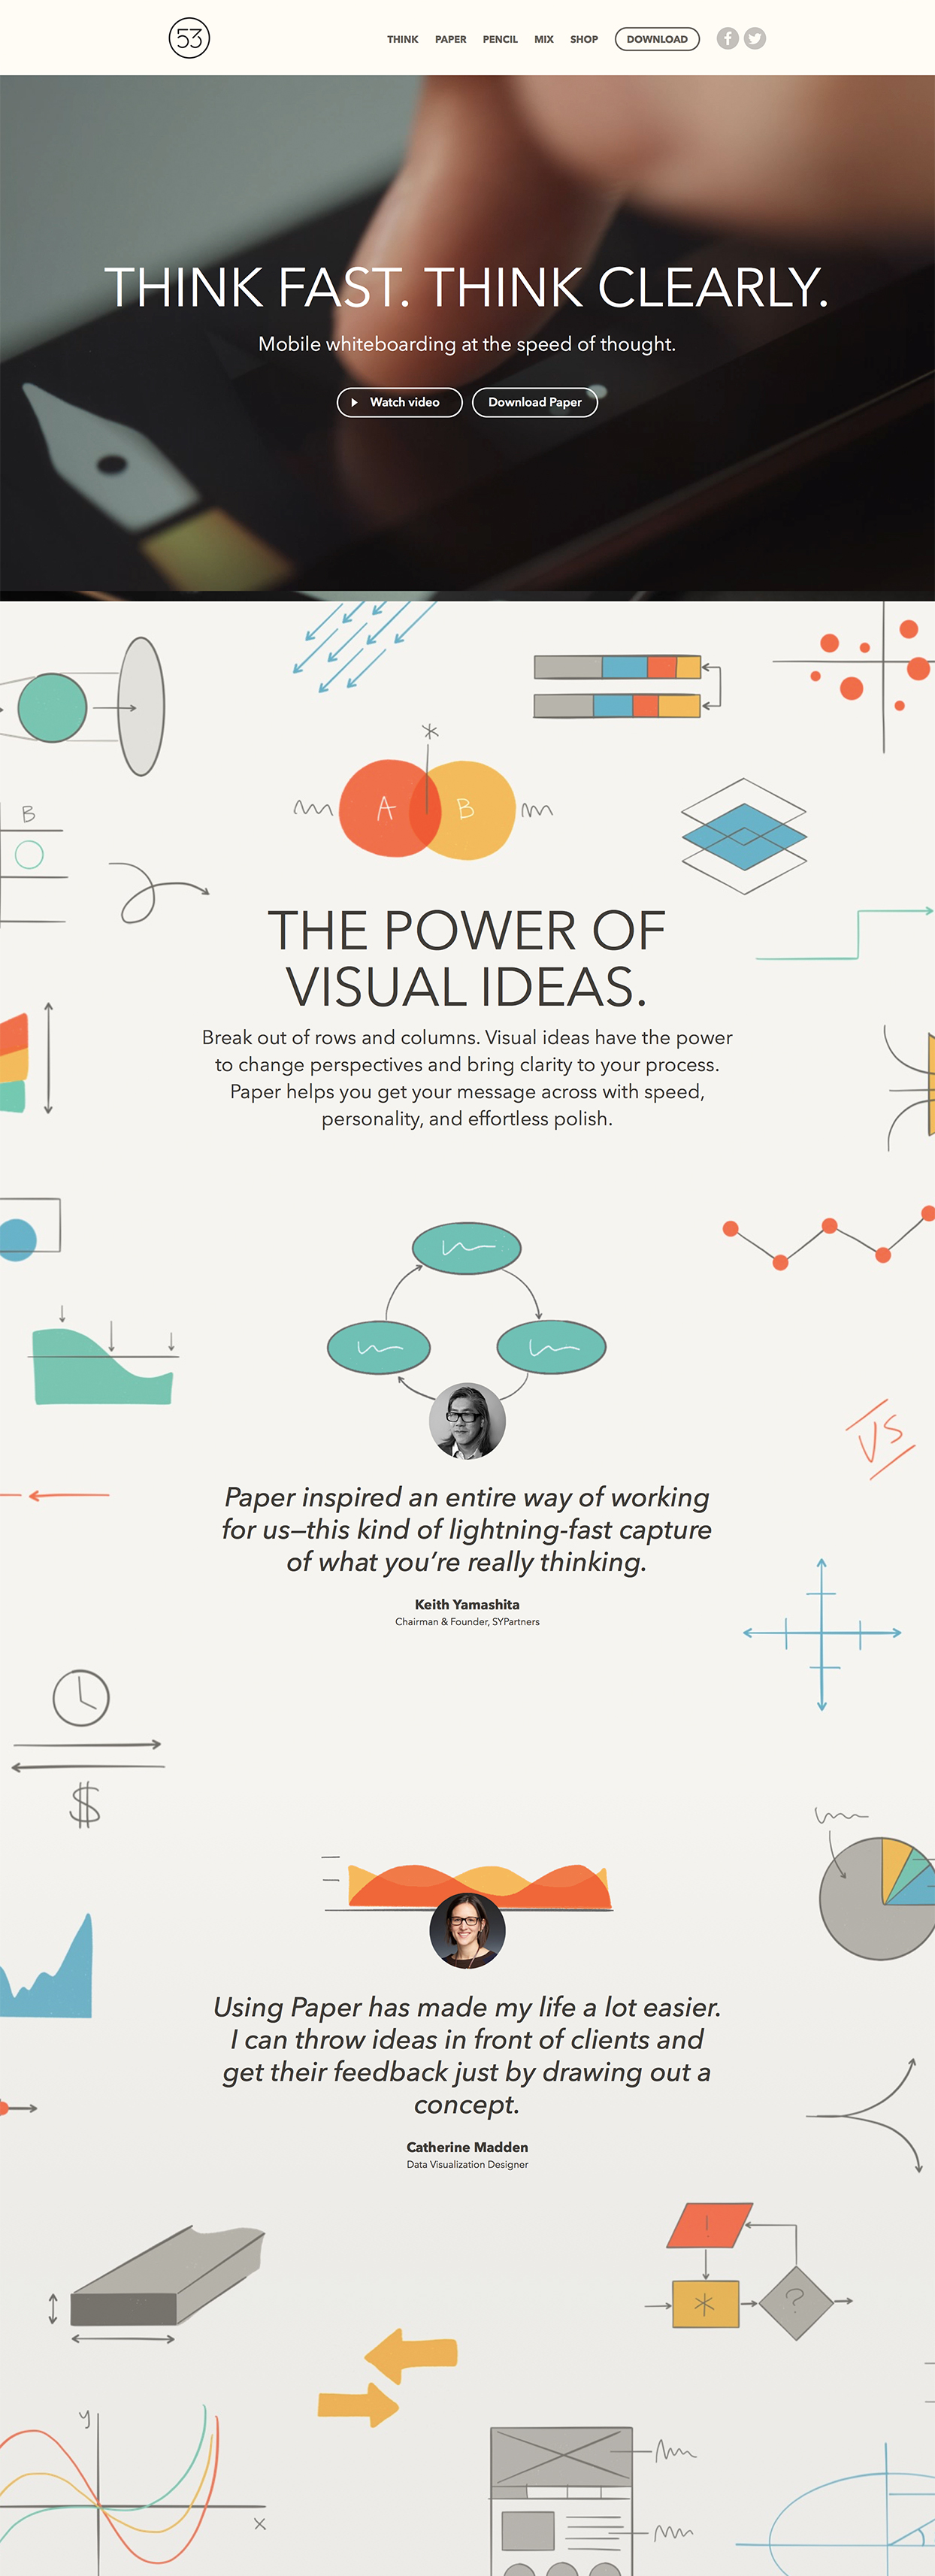 53
THINK PAPER PENCIL MIX SHOP DOWNLOAD
THINK FAST. THINK CLEARLY.
Mobile whiteboarding at the speed of thought.
Watch video Download Paper
A B
B
THE POWER OF
VISUAL IDEAS.
Break out of rows and columns. Visual ideas have the power
to change perspectives and bring clarity to your process.
Paper helps you get your message across with speed,
personality, and effortless polish.
VS
Paper inspired an entire way of working
for us—this kind of lightning-fast capture
of what you’re really thinking.
Keith Yamashita
Chairman & Founder, SYPartners
$
Using Paper has made my life a lot easier.
I can throw ideas in front of clients and
get their feedback just by drawing out a
concept.
Catherine Madden
Data Visualization Designer
!
* ?
y
x